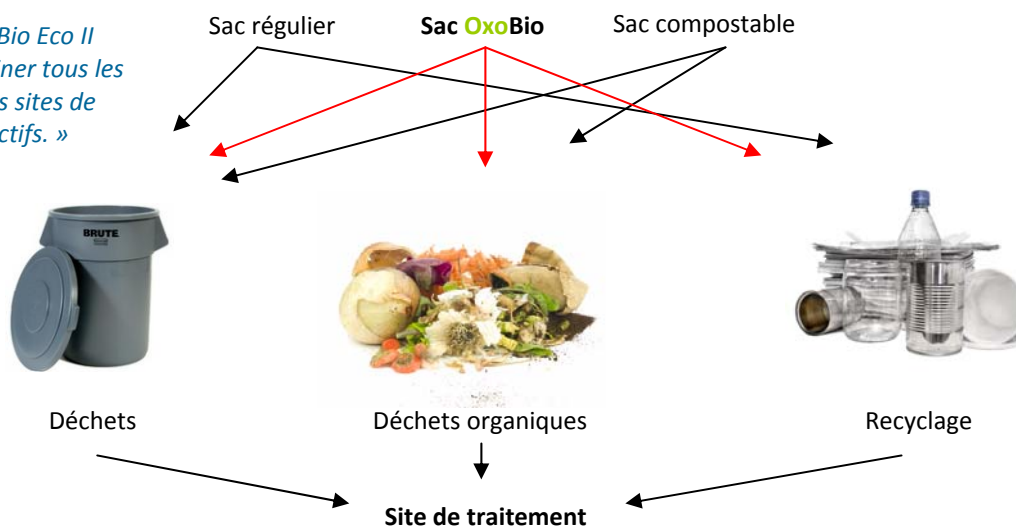 Bio Eco II
ner tous les
s sites de
ctifs. »
Sac régulier
Sac OxoBio
Sac compostable
BRUTE
Déchets
Déchets organiques
Recyclage
Site de traitement